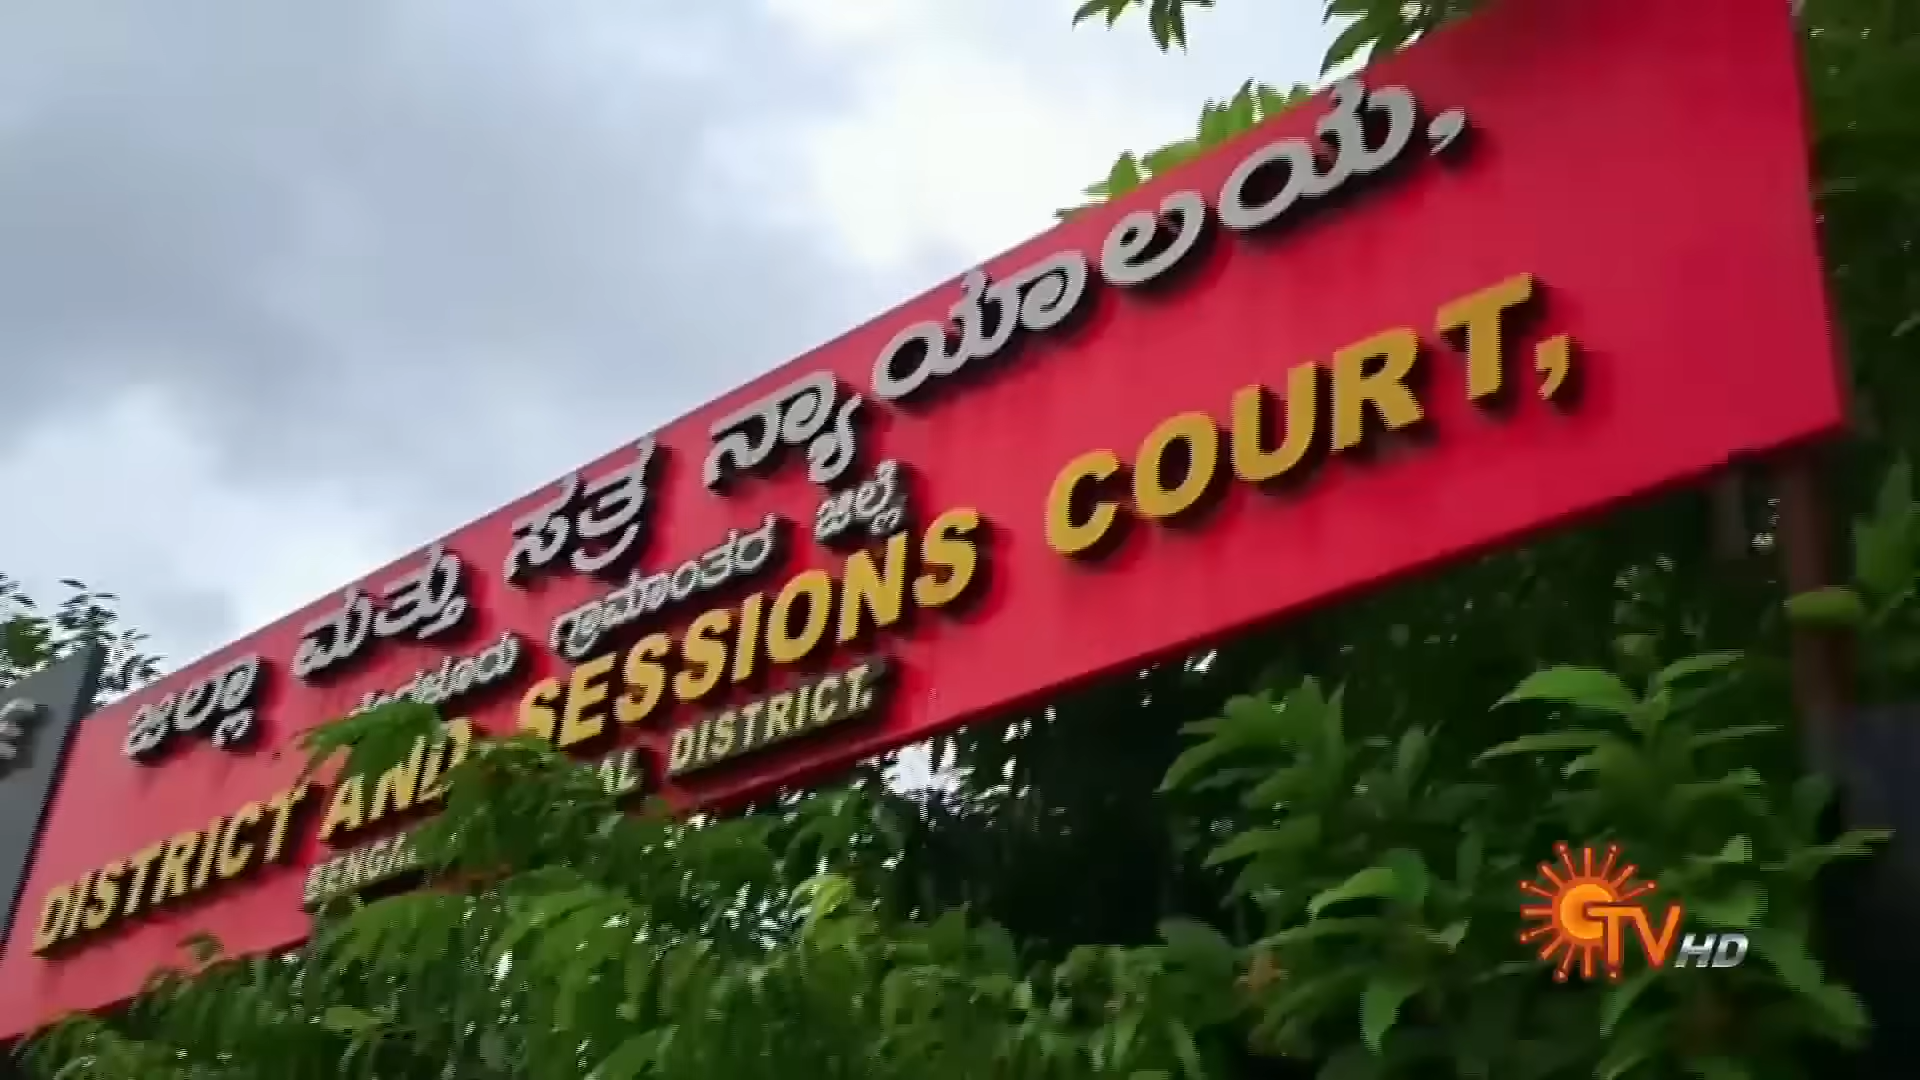 ಜಿಲ್ಲಾ ಮತ್ತು ಸತ್ರ ನ್ಯಾಯಾಲಯ,
ಗ್ರಾಮಾಂತರ ಜಿಲ್ಲೆ
DISTRICT AND SESSIONS COURT,
DISTRICT.
TV HD